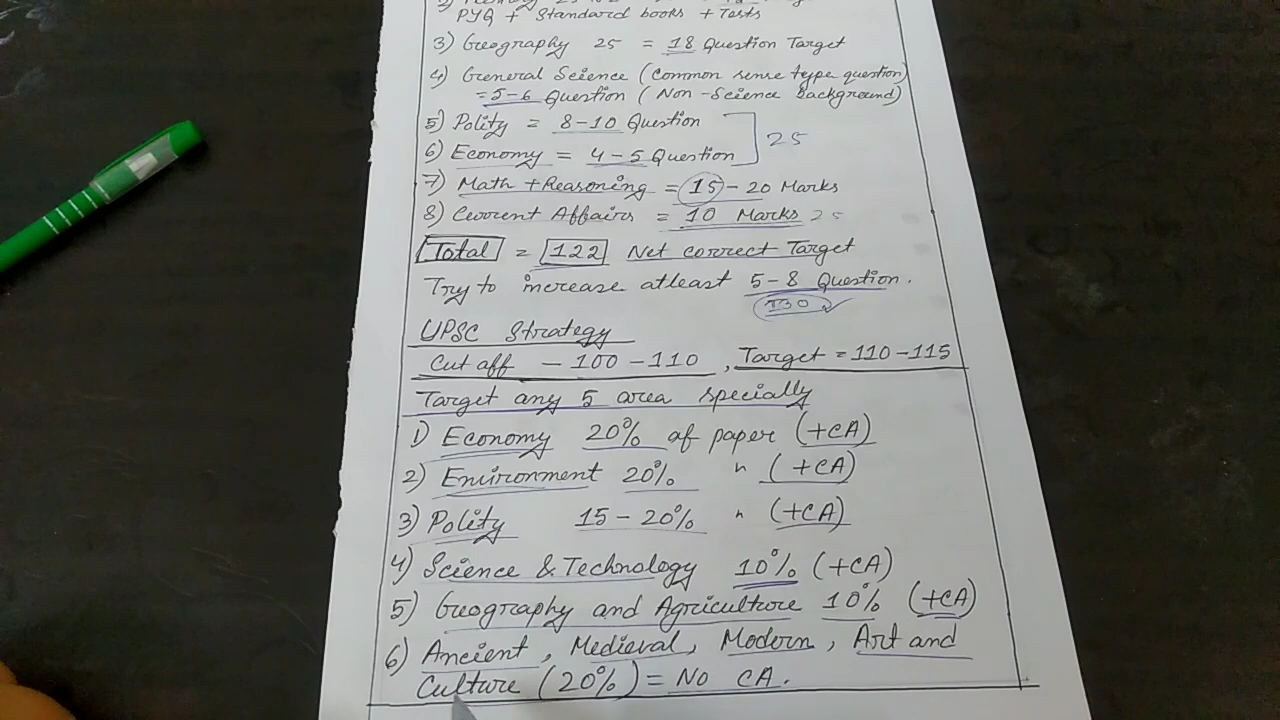 PYQ + Standard books + Tests
3) Geography 25 = 18 Question Target
4) General Science (Common sense type question)
= 5-6 Question (Non-Science background)
5) Polity = 8-10 Question
25
6) Economy = 4-5 Question
7) Math + Reasoning = 15-20 Marks
8) Current Affairs = 10 Marks 25
Total = 122 Net correct Target
Try to increase atleast 5-8 Question.
130
UPSC Strategy
Cut off - 100-110, Target = 110-115
Target any 5 area specially
1) Economy 20% of paper (+CA)
2) Environment 20% " (+CA)
3) Polity 15-20% " (+CA)
4) Science & Technology 10% (+CA)
5) Geography and Agriculture 10% (+CA)
6) Ancient, Medieval, Modern, Art and
Culture (20%) = No CA.